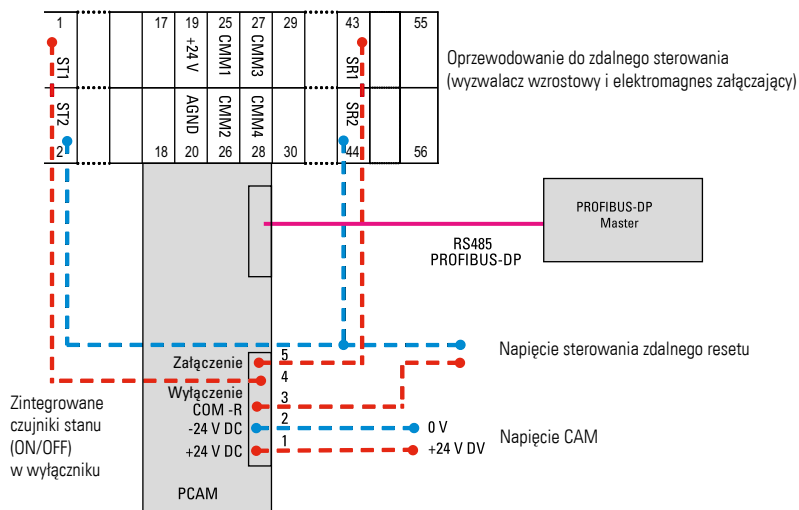 1 17 19 25 27 29 43 55
ST1 +24 V CMM1 CMM3 SR1
ST2 AGND CMM2 CMM4 SR2
2 18 20 26 28 30 44 56
Oprzewodowanie do zdalnego sterowania
(wyzwalacz wzrostowy i elektromagnes załączający)
PROFIBUS-DP
Master
RS485
PROFIBUS-DP
Napięcie sterowania zdalnego resetu
Załączenie 5
4
Wyłączenie
COM -R 3
-24 V DC 2
+24 V DC 1
0 V
+24 V DV
Napięcie CAM
Zintegrowane
czujniki stanu
(ON/OFF)
w wyłączniku
PCAM